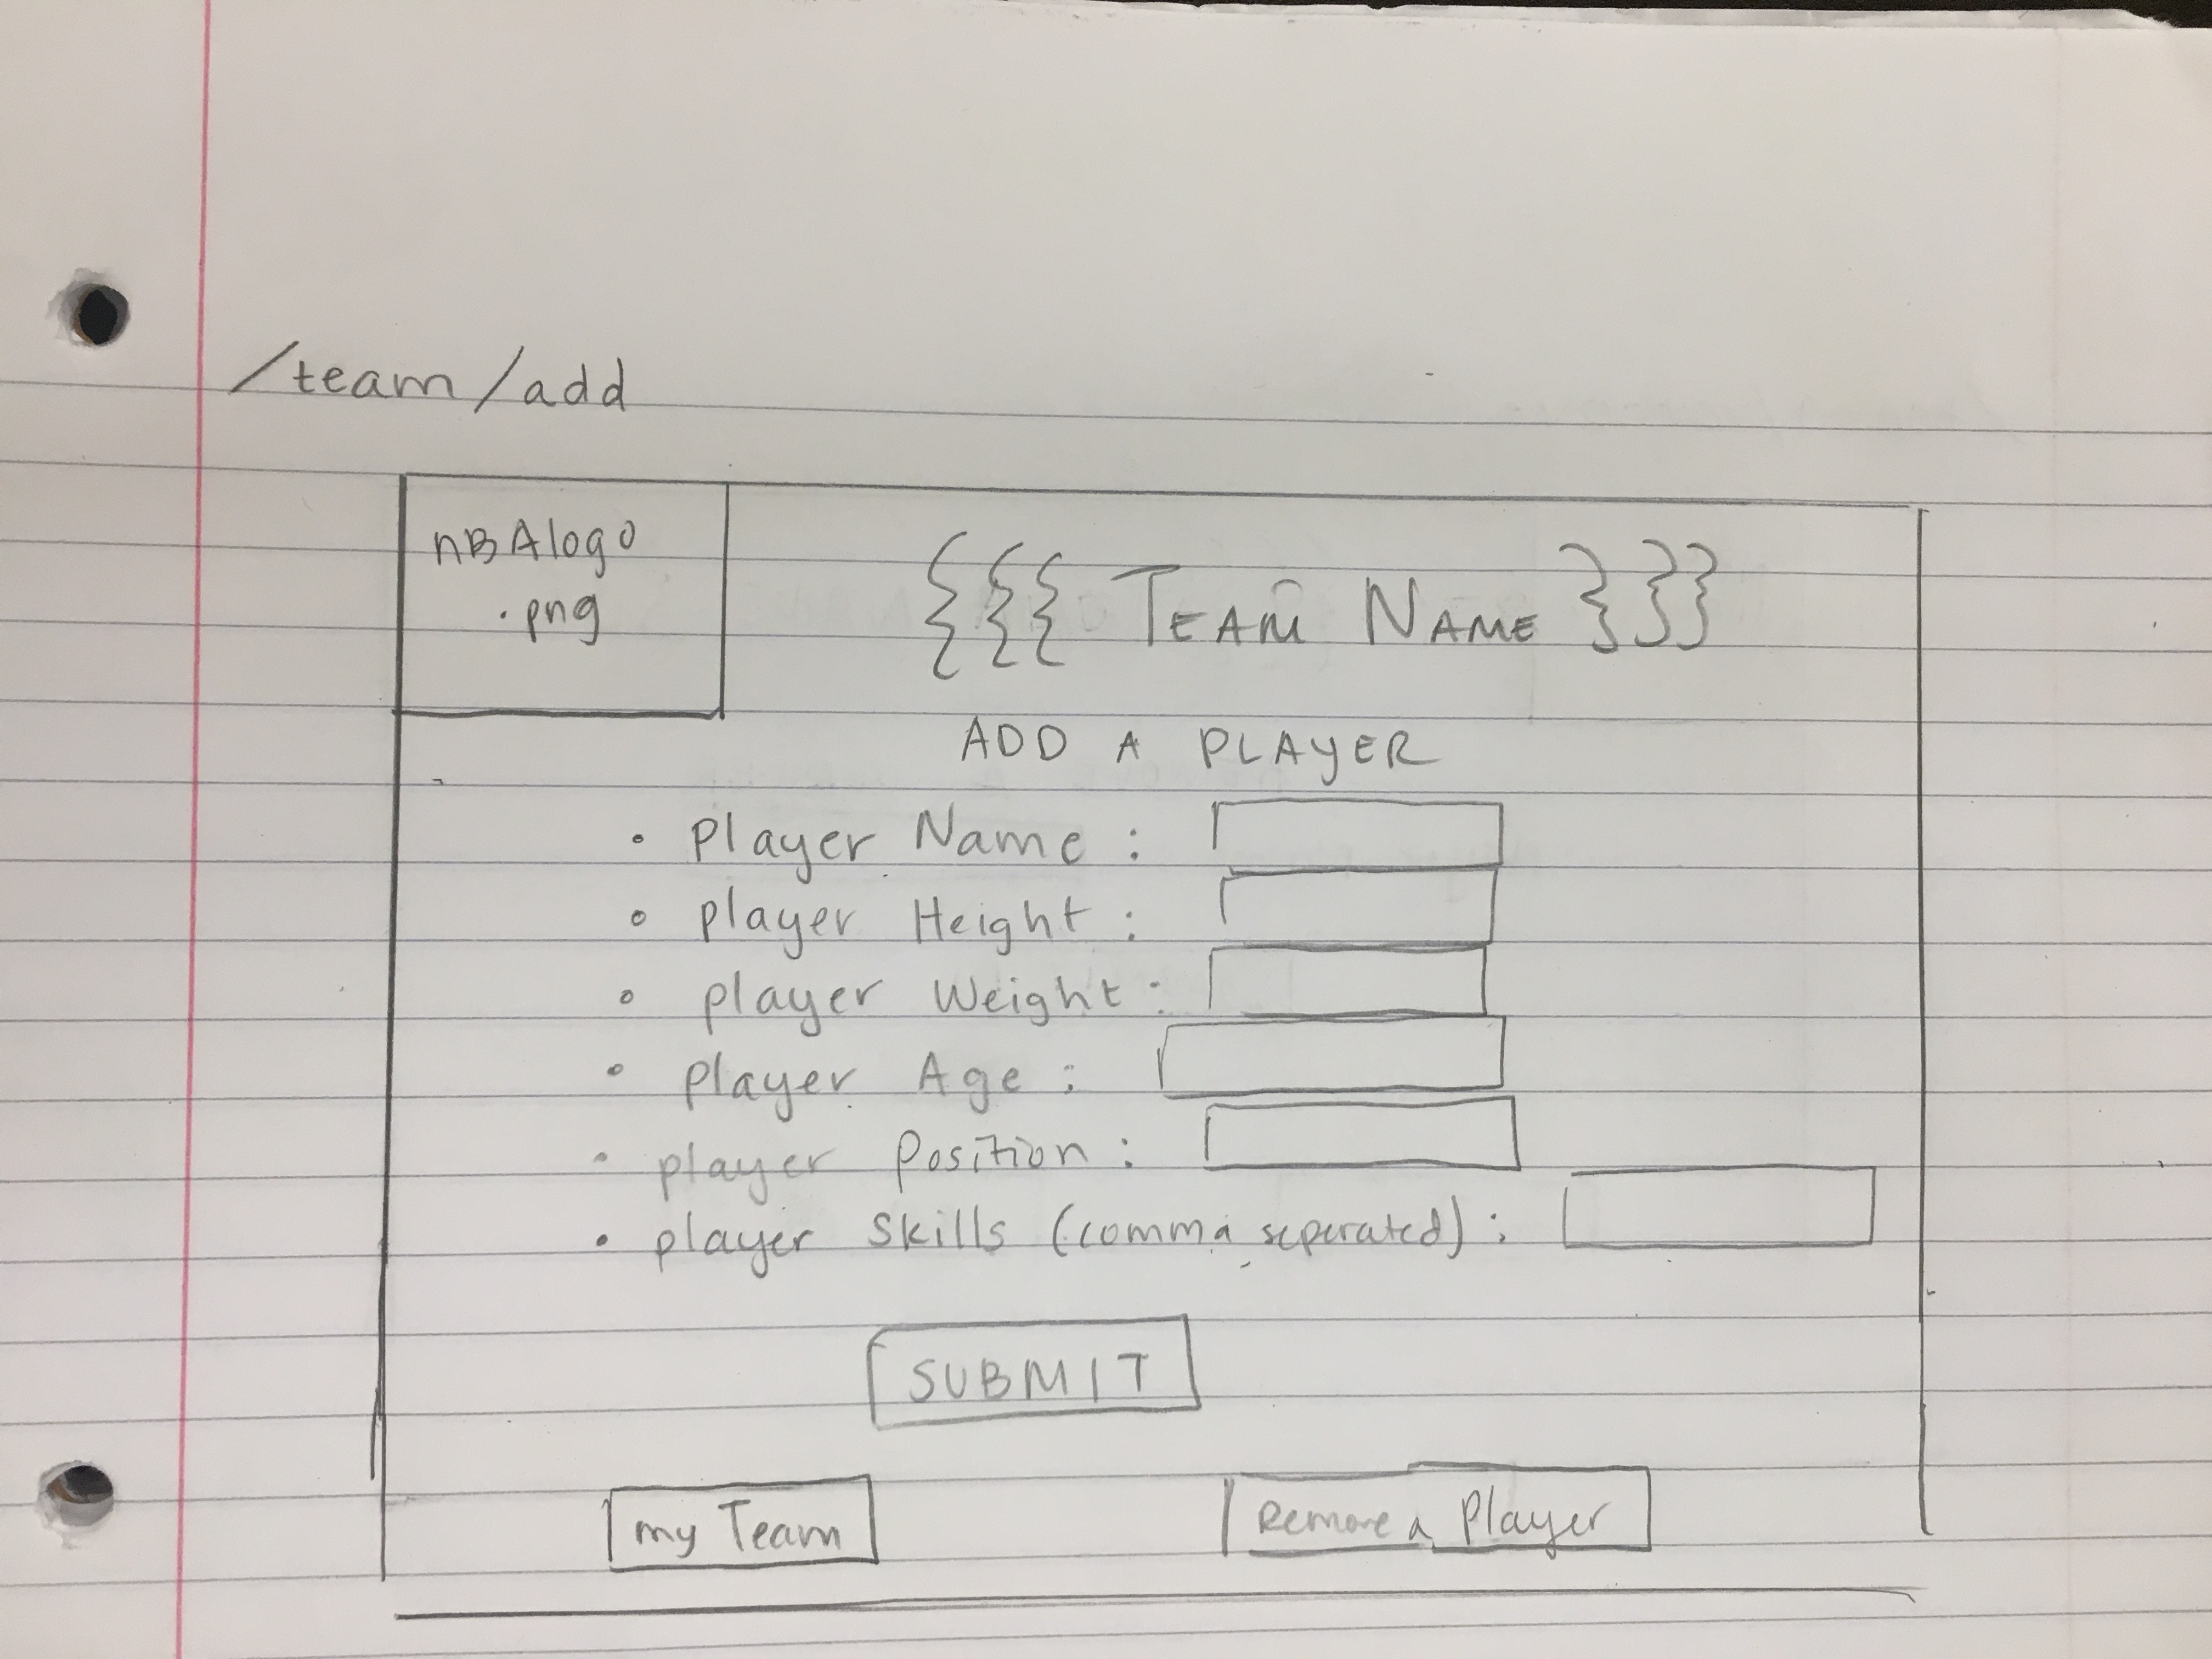 /team/add
nBAlogo
.png
{{{ TEAM NAME }}}
ADD A PLAYER
• Player Name :
• player Height :
• player Weight :
• player Age :
• player Position :
• player Skills (comma seperated) :
SUBMIT
my Team
Remove a Player